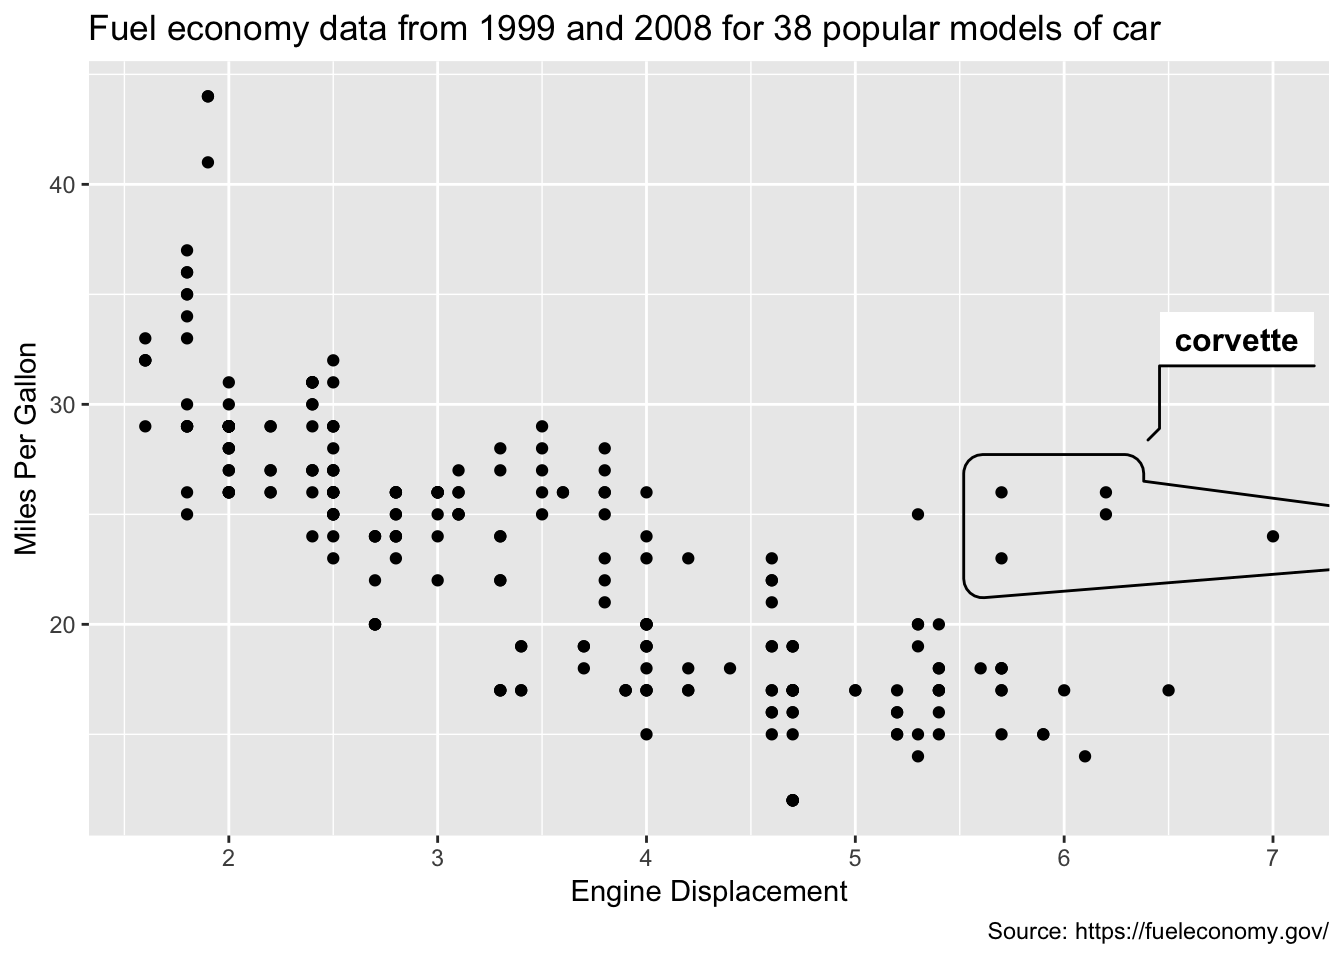 Fuel economy data from 1999 and 2008 for 38 popular models of car
Miles Per Gallon
40
30
20
corvette
2 3 4 5 6 7
Engine Displacement
Source: https://fueleconomy.gov/